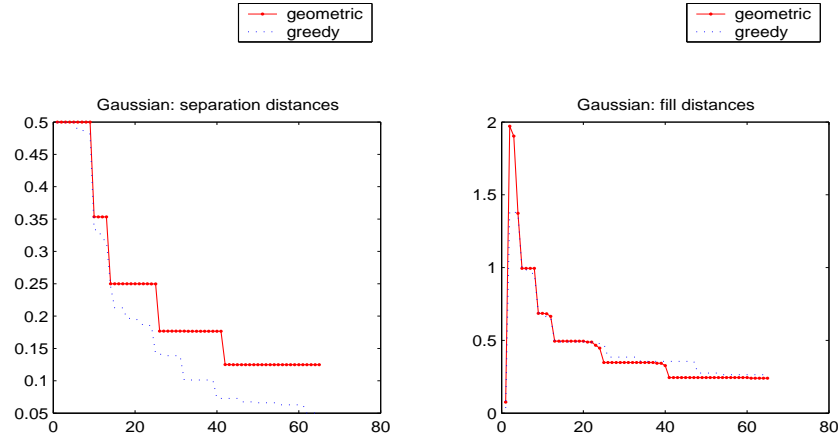 geometric
greedy
geometric
greedy
Gaussian: separation distances
Gaussian: fill distances
0.5
0.45
0.4
0.35
0.3
0.25
0.2
0.15
0.1
0.05
0 20 40 60 80
2
1.5
1
0.5
0
0 20 40 60 80